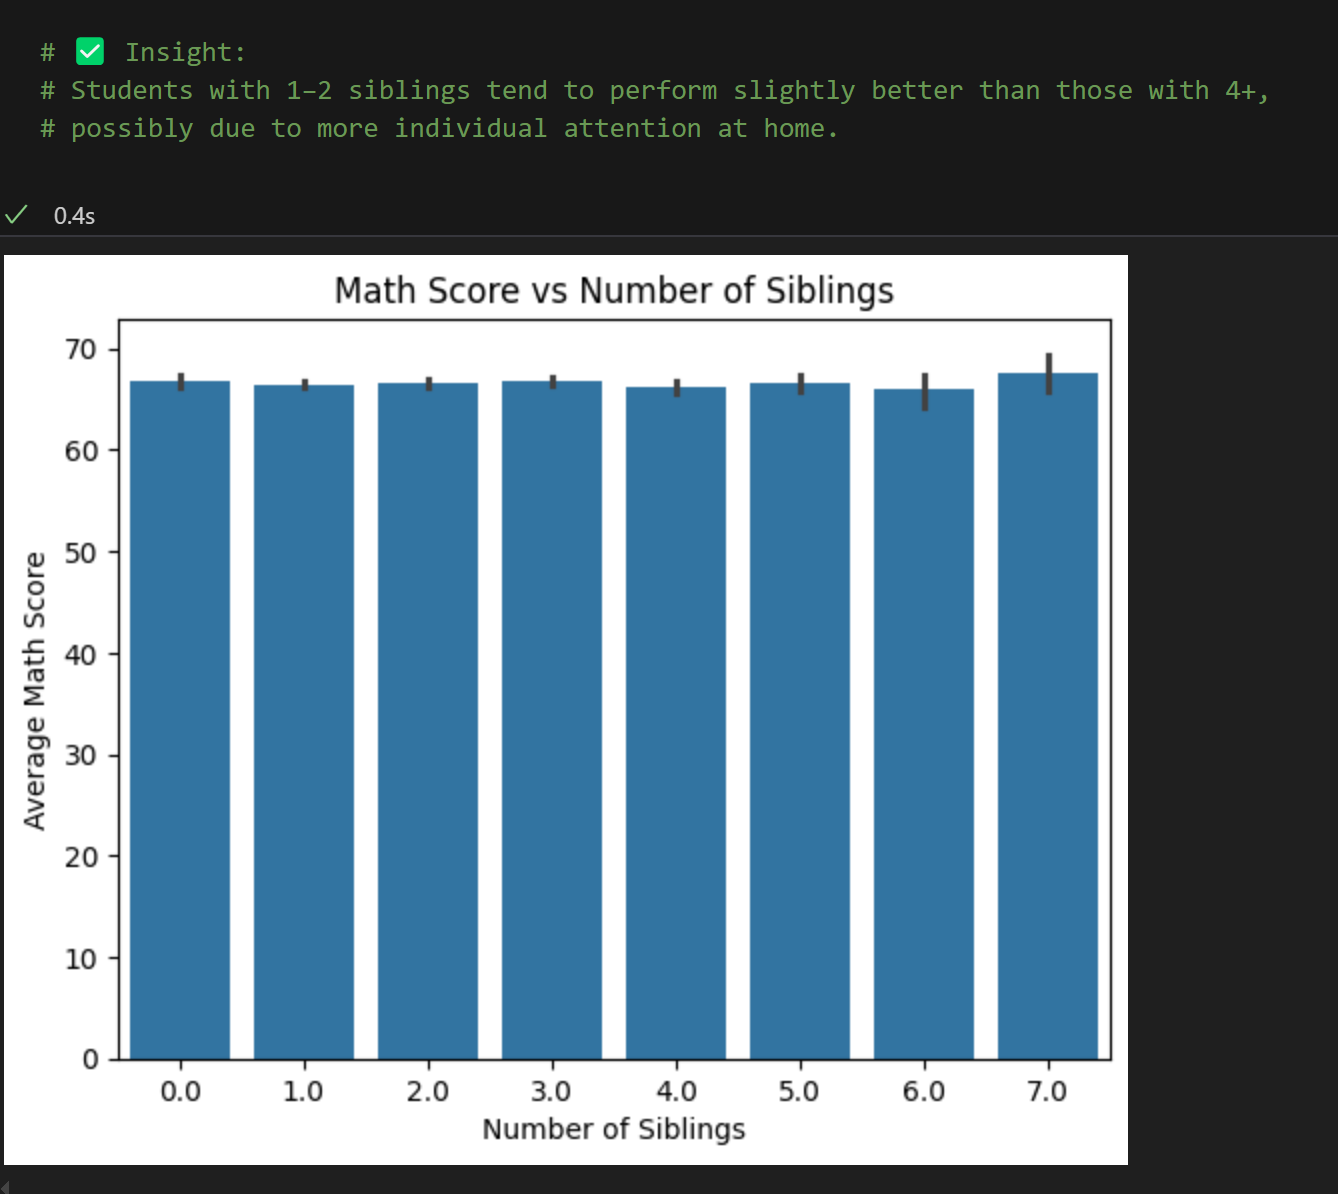 # ✅ Insight:
# Students with 1–2 siblings tend to perform slightly better than those with 4+,
# possibly due to more individual attention at home.
0.4s
Math Score vs Number of Siblings
70
60
50
40
30
20
10
0
Average Math Score
0.0 1.0 2.0 3.0 4.0 5.0 6.0 7.0
Number of Siblings